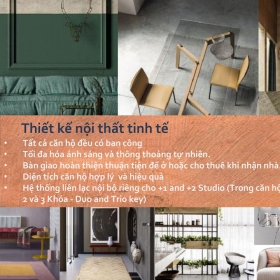 Thiết kế nội thất tinh tế
• Tất cả căn hộ đều có ban công
• Tối đa hóa ánh sáng và thông thoáng tự nhiên.
• Bàn giao hoàn thiện thuận tiện để ở hoặc cho thuê khi nhận nhà
• Diện tích căn hộ hợp lý và hiệu quả
• Hệ thống liên lạc nội bộ riêng cho +1 and +2 Studio (Trong căn hộ
2 và 3 Khóa - Duo and Trio key)